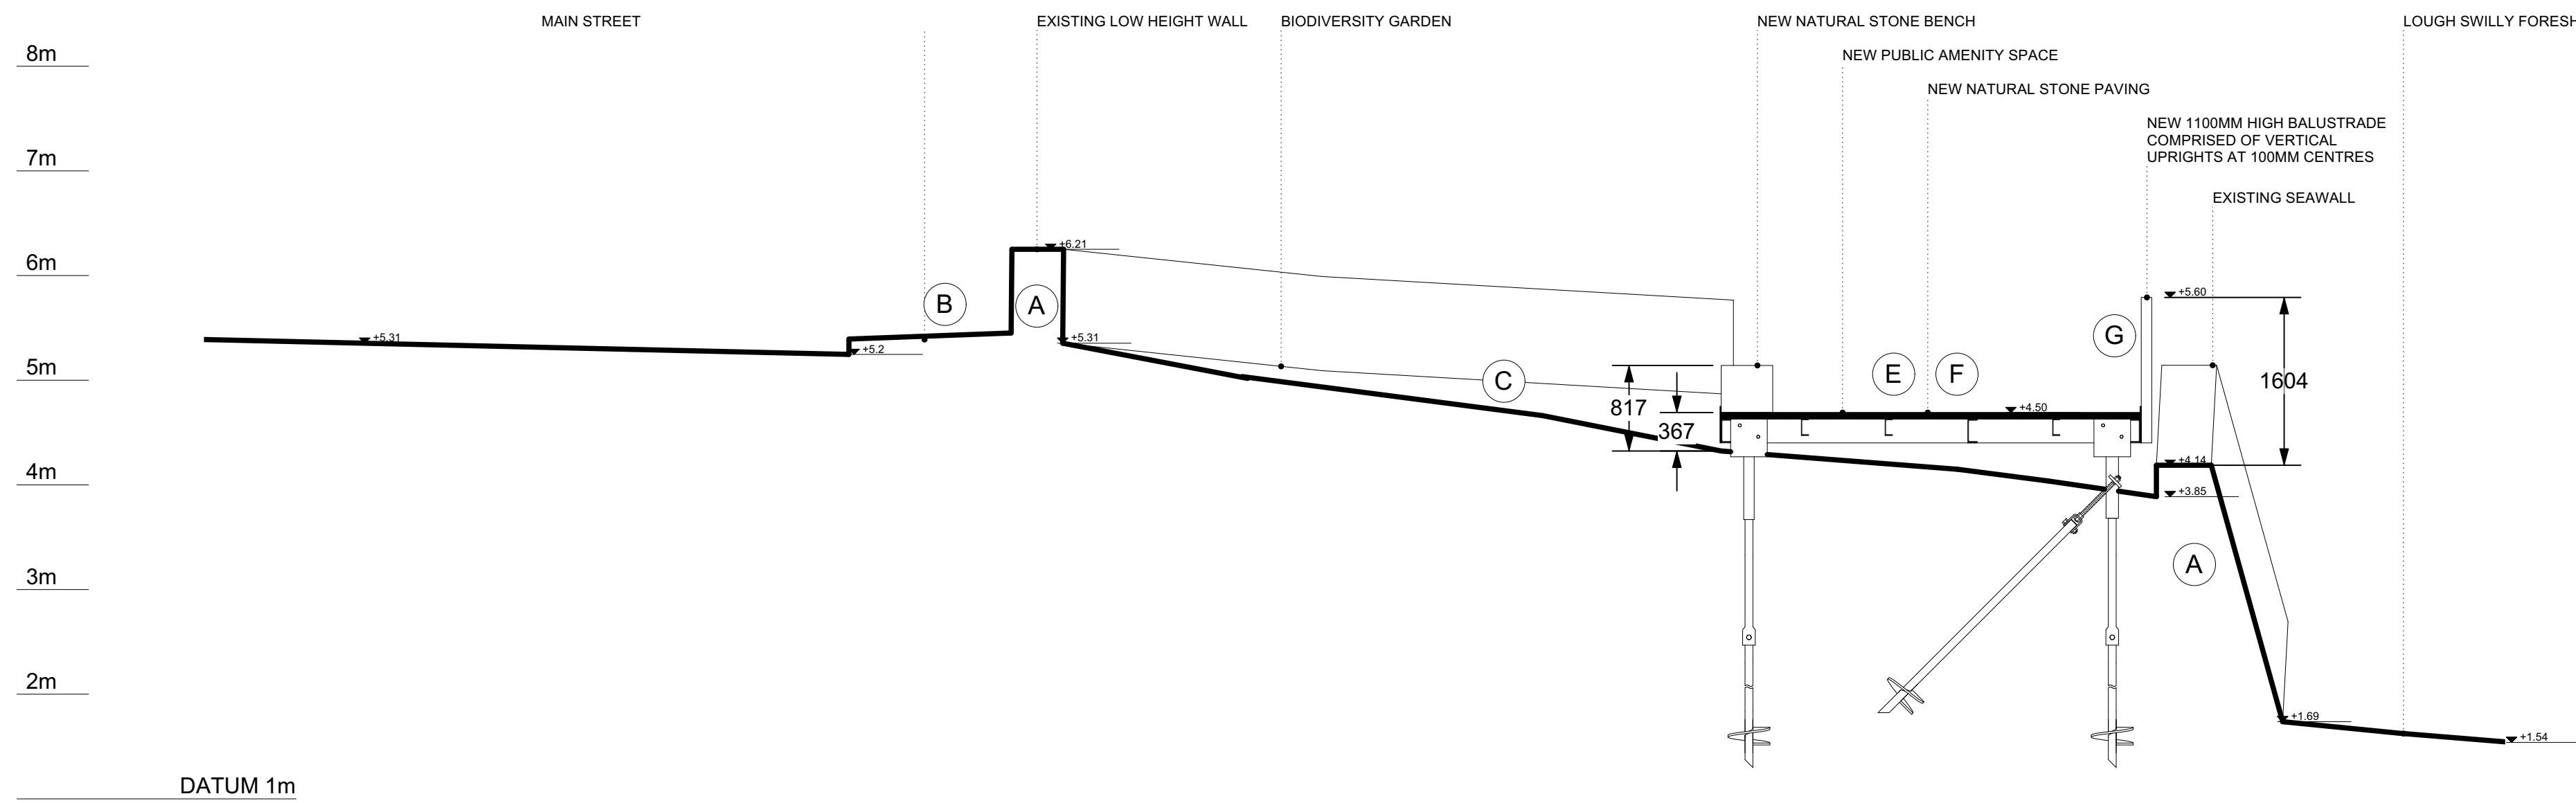 MAIN STREET
EXISTING LOW HEIGHT WALL
BIODIVERSITY GARDEN
NEW NATURAL STONE BENCH
LOUGH SWILLY FORESH
8m
NEW PUBLIC AMENITY SPACE
NEW NATURAL STONE PAVING
NEW 1100MM HIGH BALUSTRADE
COMPRISED OF VERTICAL
UPRIGHTS AT 100MM CENTRES
7m
EXISTING SEAWALL
6m
+6.21
B
A
+5.60
G
+5.31
+5.2
+5.31
5m
C
E
F
1604
817
367
+4.50
4m
+4.14
+3.85
3m
A
2m
+1.69
+1.54
DATUM 1m